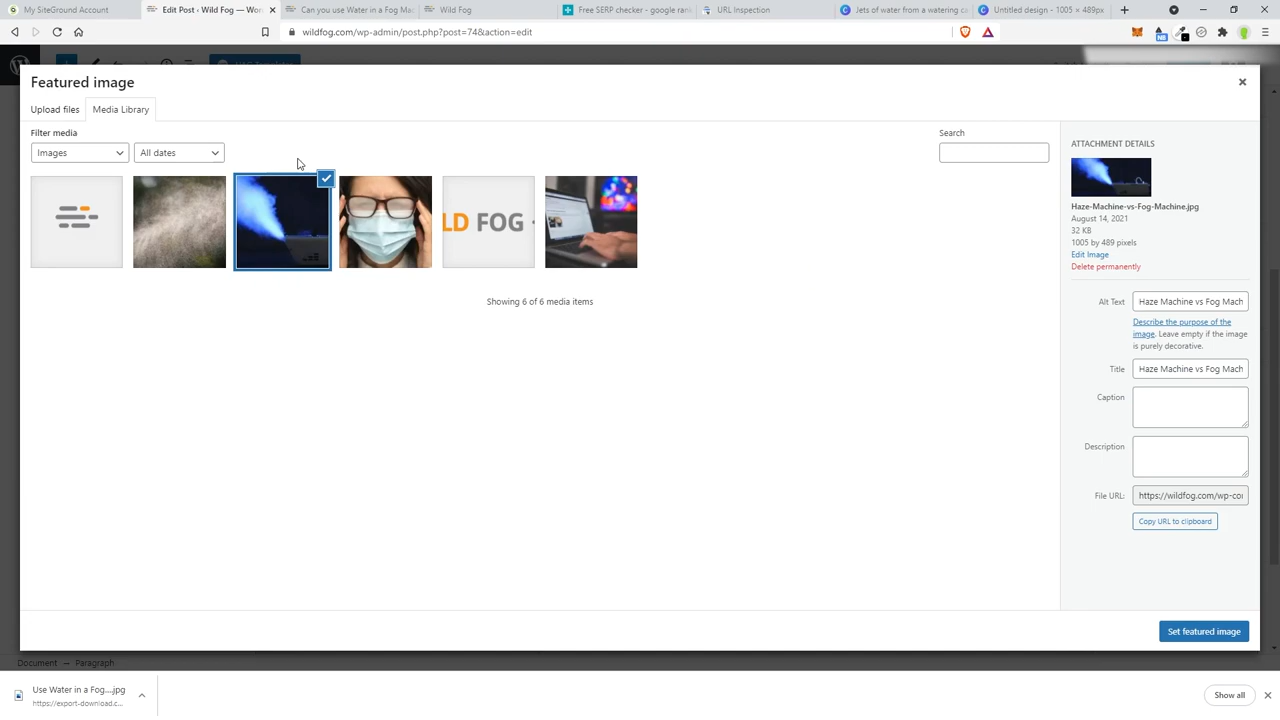 My SiteGround Account
Edit Post ‹ Wild Fog — Wor
Can you use Water in a Fog Mac
Wild Fog
Free SERP checker - google rank
URL Inspection
Jets of water from a watering ca
Untitled design - 1005 × 489px
wildfog.com/wp-admin/post.php?post=74&action=edit
Featured image
Upload files
Media Library
Filter media
Images
All dates
Search
LD FOG
Showing 6 of 6 media items
ATTACHMENT DETAILS
Haze-Machine-vs-Fog-Machine.jpg
August 14, 2021
32 KB
1005 by 489 pixels
Edit Image
Delete permanently
Alt Text
Haze Machine vs Fog Mach
Describe the purpose of the
image. Leave empty if the image
is purely decorative.
Title
Haze Machine vs Fog Mach
Caption
Description
File URL:
https://wildfog.com/wp-co
Copy URL to clipboard
Set featured image
Document → Paragraph
Use Water in a Fog....jpg
https://export-download.c...
Show all